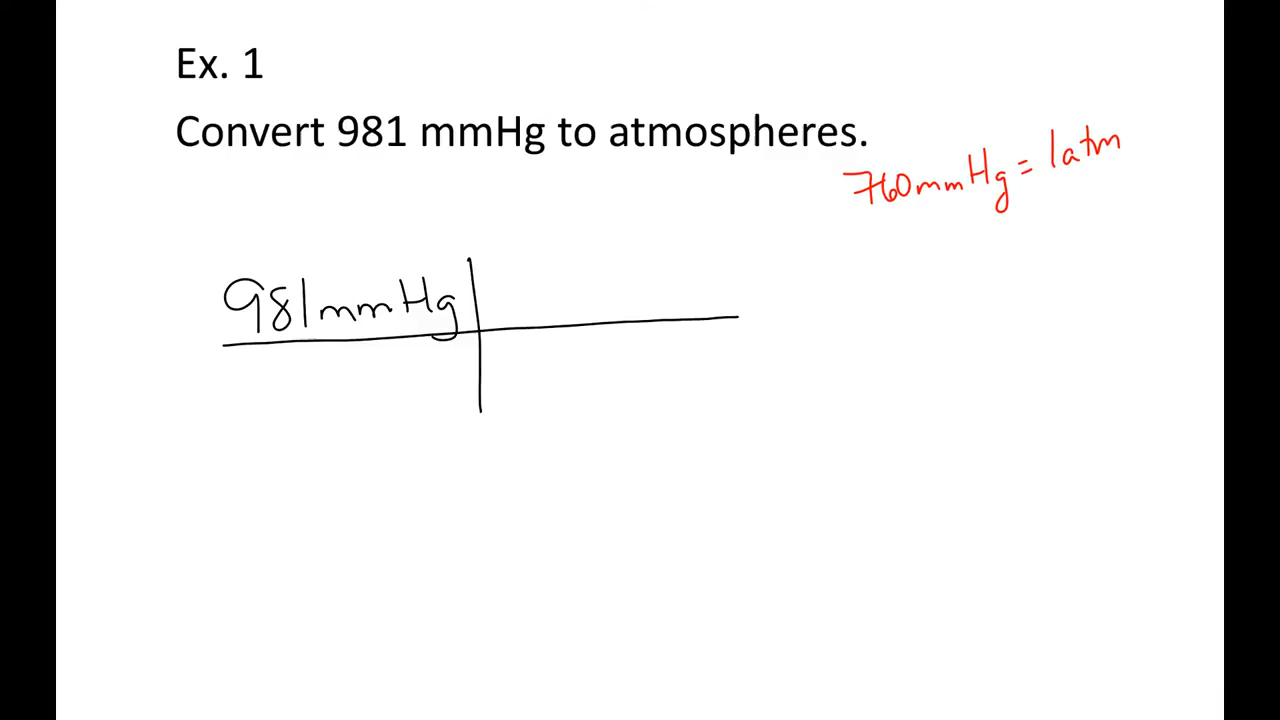 Ex. 1
Convert 981 mmHg to atmospheres.
760mmHg = 1atm
981mmHg